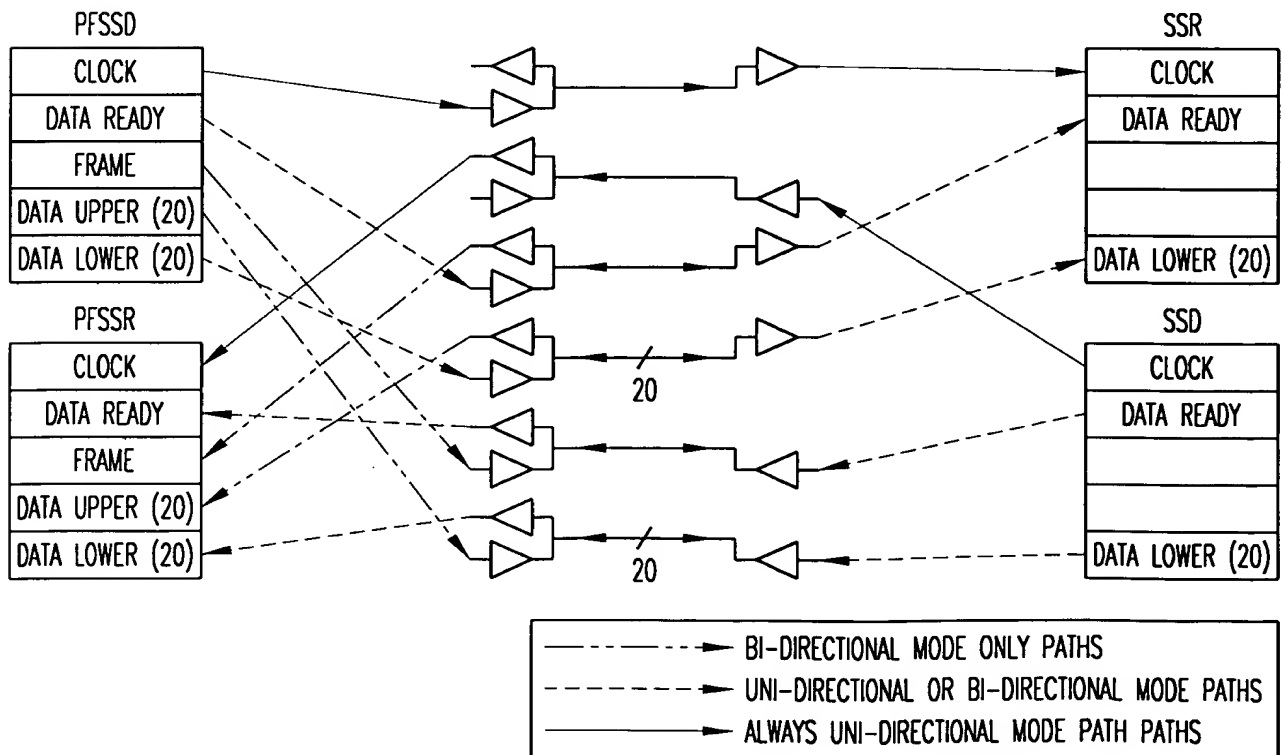 PFSSD
CLOCK
DATA READY
FRAME
DATA UPPER (20)
DATA LOWER (20)
PFSSR
CLOCK
DATA READY
FRAME
DATA UPPER (20)
DATA LOWER (20)
20
20
SSR
CLOCK
DATA READY
DATA LOWER (20)
SSD
CLOCK
DATA READY
DATA LOWER (20)
BI-DIRECTIONAL MODE ONLY PATHS
UNI-DIRECTIONAL OR BI-DIRECTIONAL MODE PATHS
ALWAYS UNI-DIRECTIONAL MODE PATH PATHS